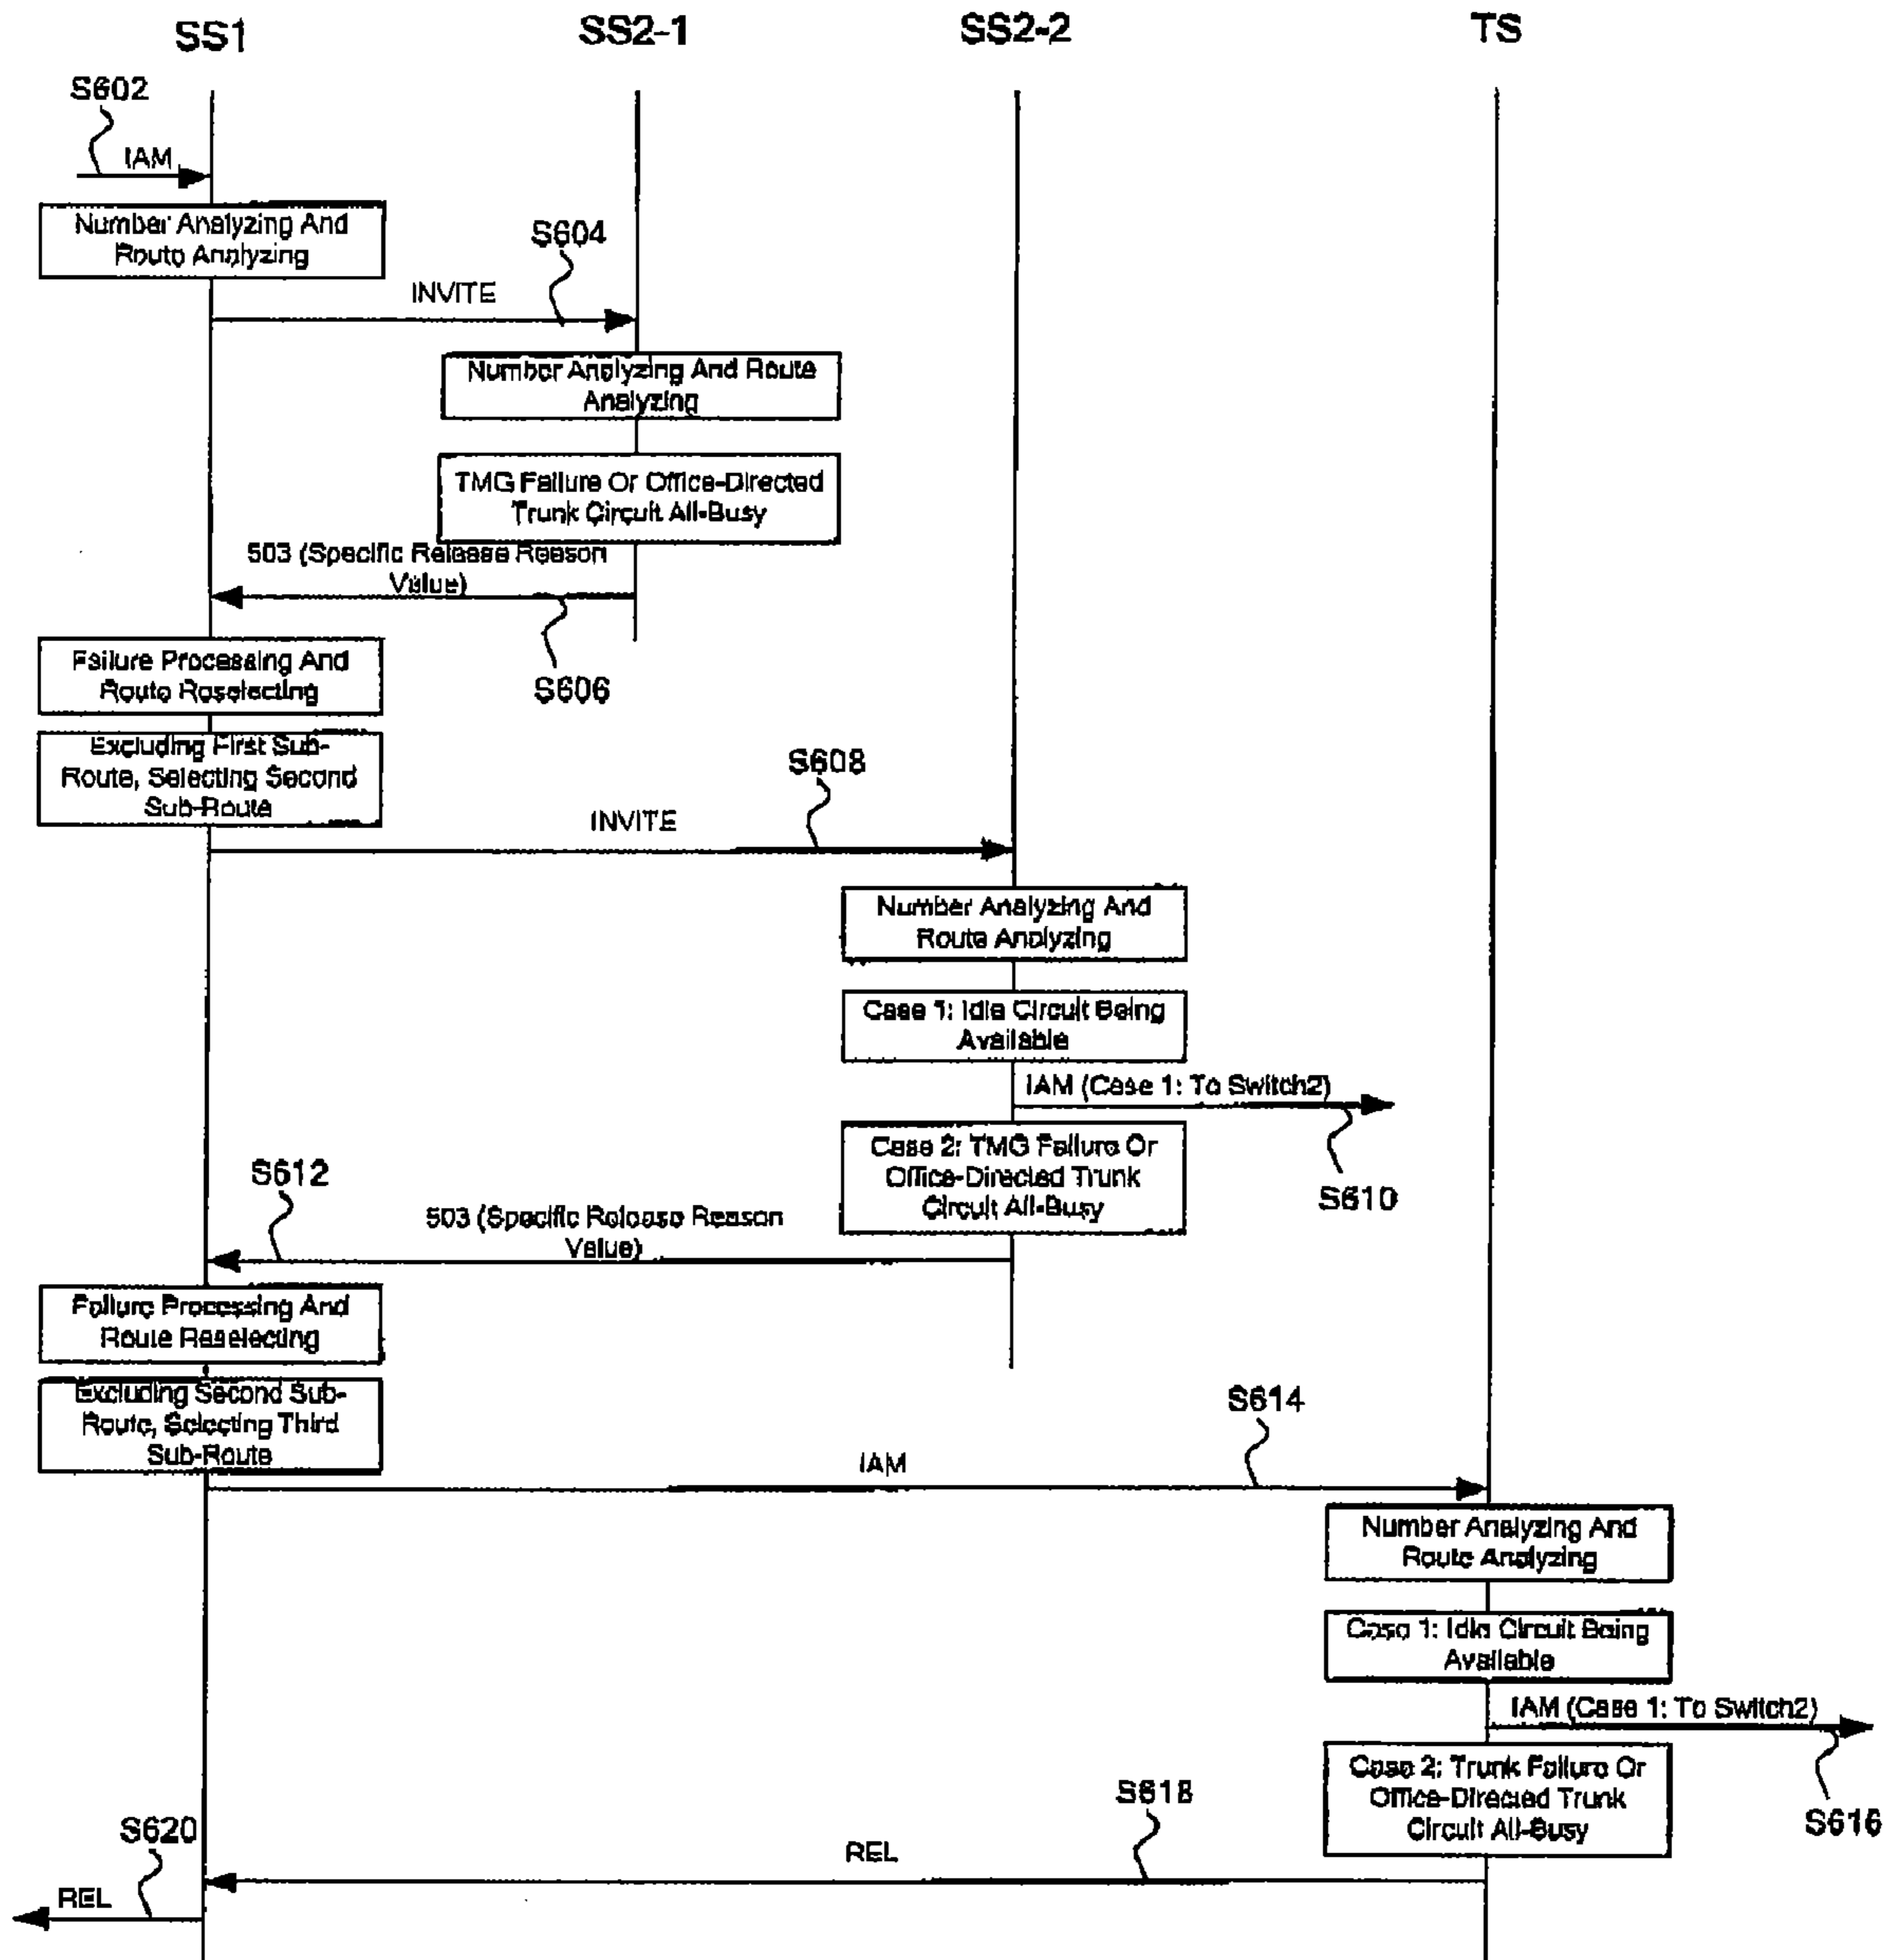 SS1
SS2-1
SS2-2
TS
S602
IAM
Number Analyzing And
Route Analyzing
S604
INVITE
Number Analyzing And Route
Analyzing
TMG Failure Or Office-Directed
Trunk Circuit All-Busy
503 (Specific Release Reason
Value)
S606
Failure Processing And
Route Reselecting
Excluding First Sub-
Route, Selecting Second
Sub-Route
S608
INVITE
Number Analyzing And
Route Analyzing
Case 1: Idle Circuit Being
Available
IAM (Case 1: To Switch2)
S610
Case 2: TMG Failure Or
Office-Directed Trunk
Circuit All-Busy
S612
503 (Specific Release Reason
Value)
Failure Processing And
Route Reselecting
Excluding Second Sub-
Route, Selecting Third
Sub-Route
S614
IAM
Number Analyzing And
Route Analyzing
Case 1: Idle Circuit Being
Available
IAM (Case 1: To Switch2)
S616
Case 2: Trunk Failure Or
Office-Directed Trunk
Circuit All-Busy
S618
REL
S620
REL